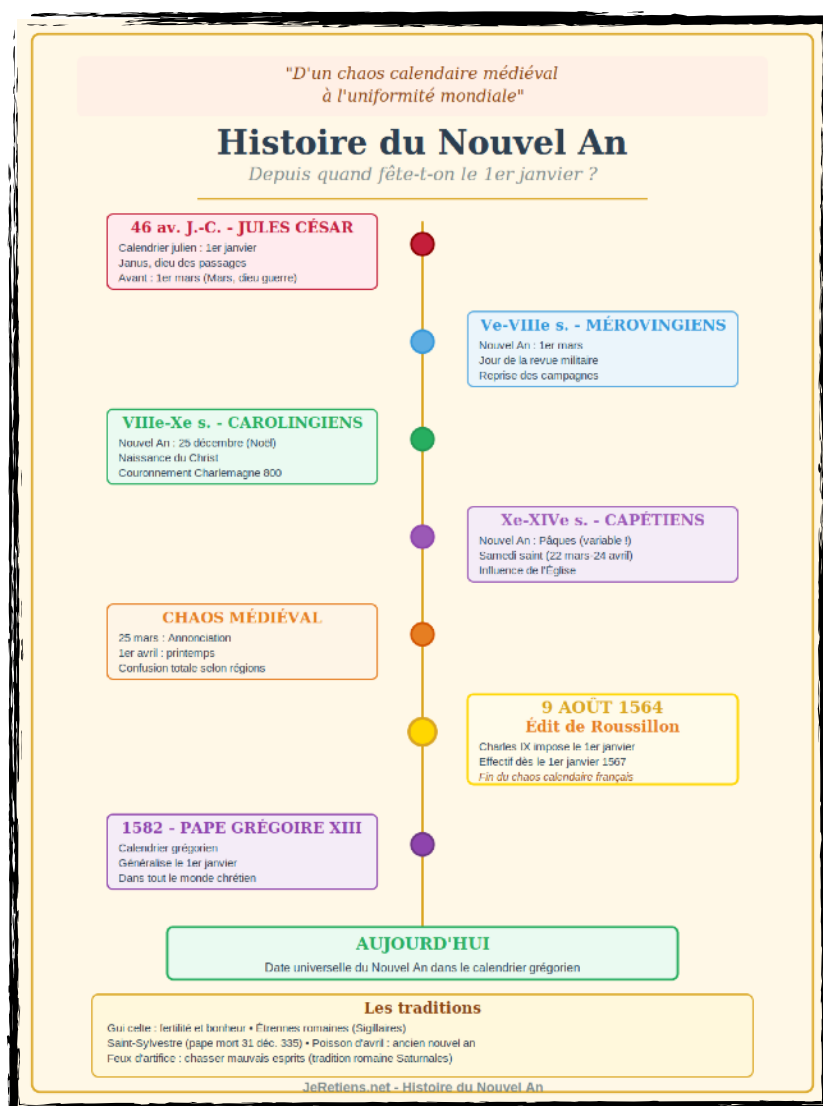 "D'un chaos calendaire médiéval
à l'uniformité mondiale"
Histoire du Nouvel An
Depuis quand fête-t-on le 1er janvier ?
46 av. J.-C. - JULES CÉSAR
Calendrier julien : 1er janvier
Janus, dieu des passages
Avant : 1er mars (Mars, dieu guerre)
Ve-VIIIe s. - MÉROVINGIENS
Nouvel An : 1er mars
Jour de la revue militaire
Reprise des campagnes
VIIIe-Xe s. - CAROLINGIENS
Nouvel An : 25 décembre (Noël)
Naissance du Christ
Couronnement Charlemagne 800
Xe-XIVe s. - CAPÉTIENS
Nouvel An : Pâques (variable !)
Samedi saint (22 mars-24 avril)
Influence de l'Église
CHAOS MÉDIÉVAL
25 mars : Annonciation
1er avril : printemps
Confusion totale selon régions
9 AOÛT 1564
Édit de Roussillon
Charles IX impose le 1er janvier
Effectif dès le 1er janvier 1567
Fin du chaos calendaire français
1582 - PAPE GRÉGOIRE XIII
Calendrier grégorien
Généralise le 1er janvier
Dans tout le monde chrétien
AUJOURD'HUI
Date universelle du Nouvel An dans le calendrier grégorien
Les traditions
Gui celte : fertilité et bonheur • Étrennes romaines (Sigillaires)
Saint-Sylvestre (pape mort 31 déc. 335) • Poisson d'avril : ancien nouvel an
Feux d'artifice : chasser mauvais esprits (tradition romaine Saturnales)
JeRetiens.net - Histoire du Nouvel An